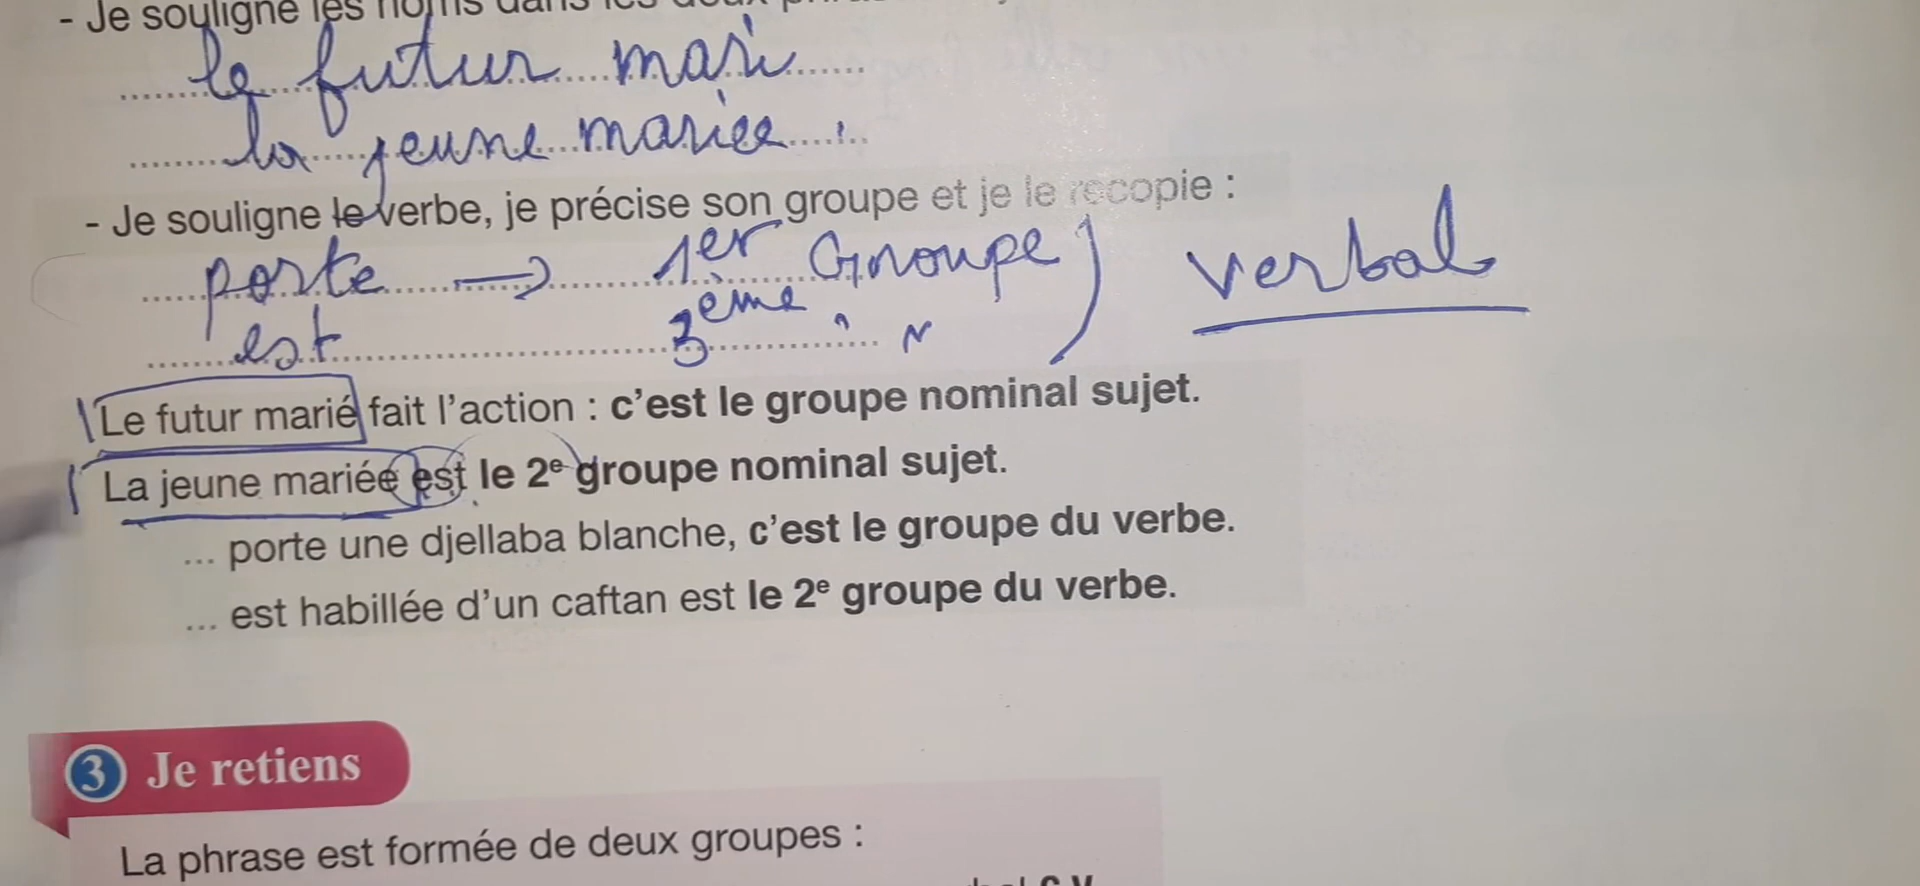 - Je souligne les noms dans les deux
le futur mari
la jeune mariée
- Je souligne le verbe, je précise son groupe et je le recopie :
porte → 1er Groupe ) verbal
est 3ème " "
Le futur marié fait l'action : c'est le groupe nominal sujet.
La jeune mariée est le 2e groupe nominal sujet.
... porte une djellaba blanche, c'est le groupe du verbe.
... est habillée d'un caftan est le 2e groupe du verbe.
3 Je retiens
La phrase est formée de deux groupes :